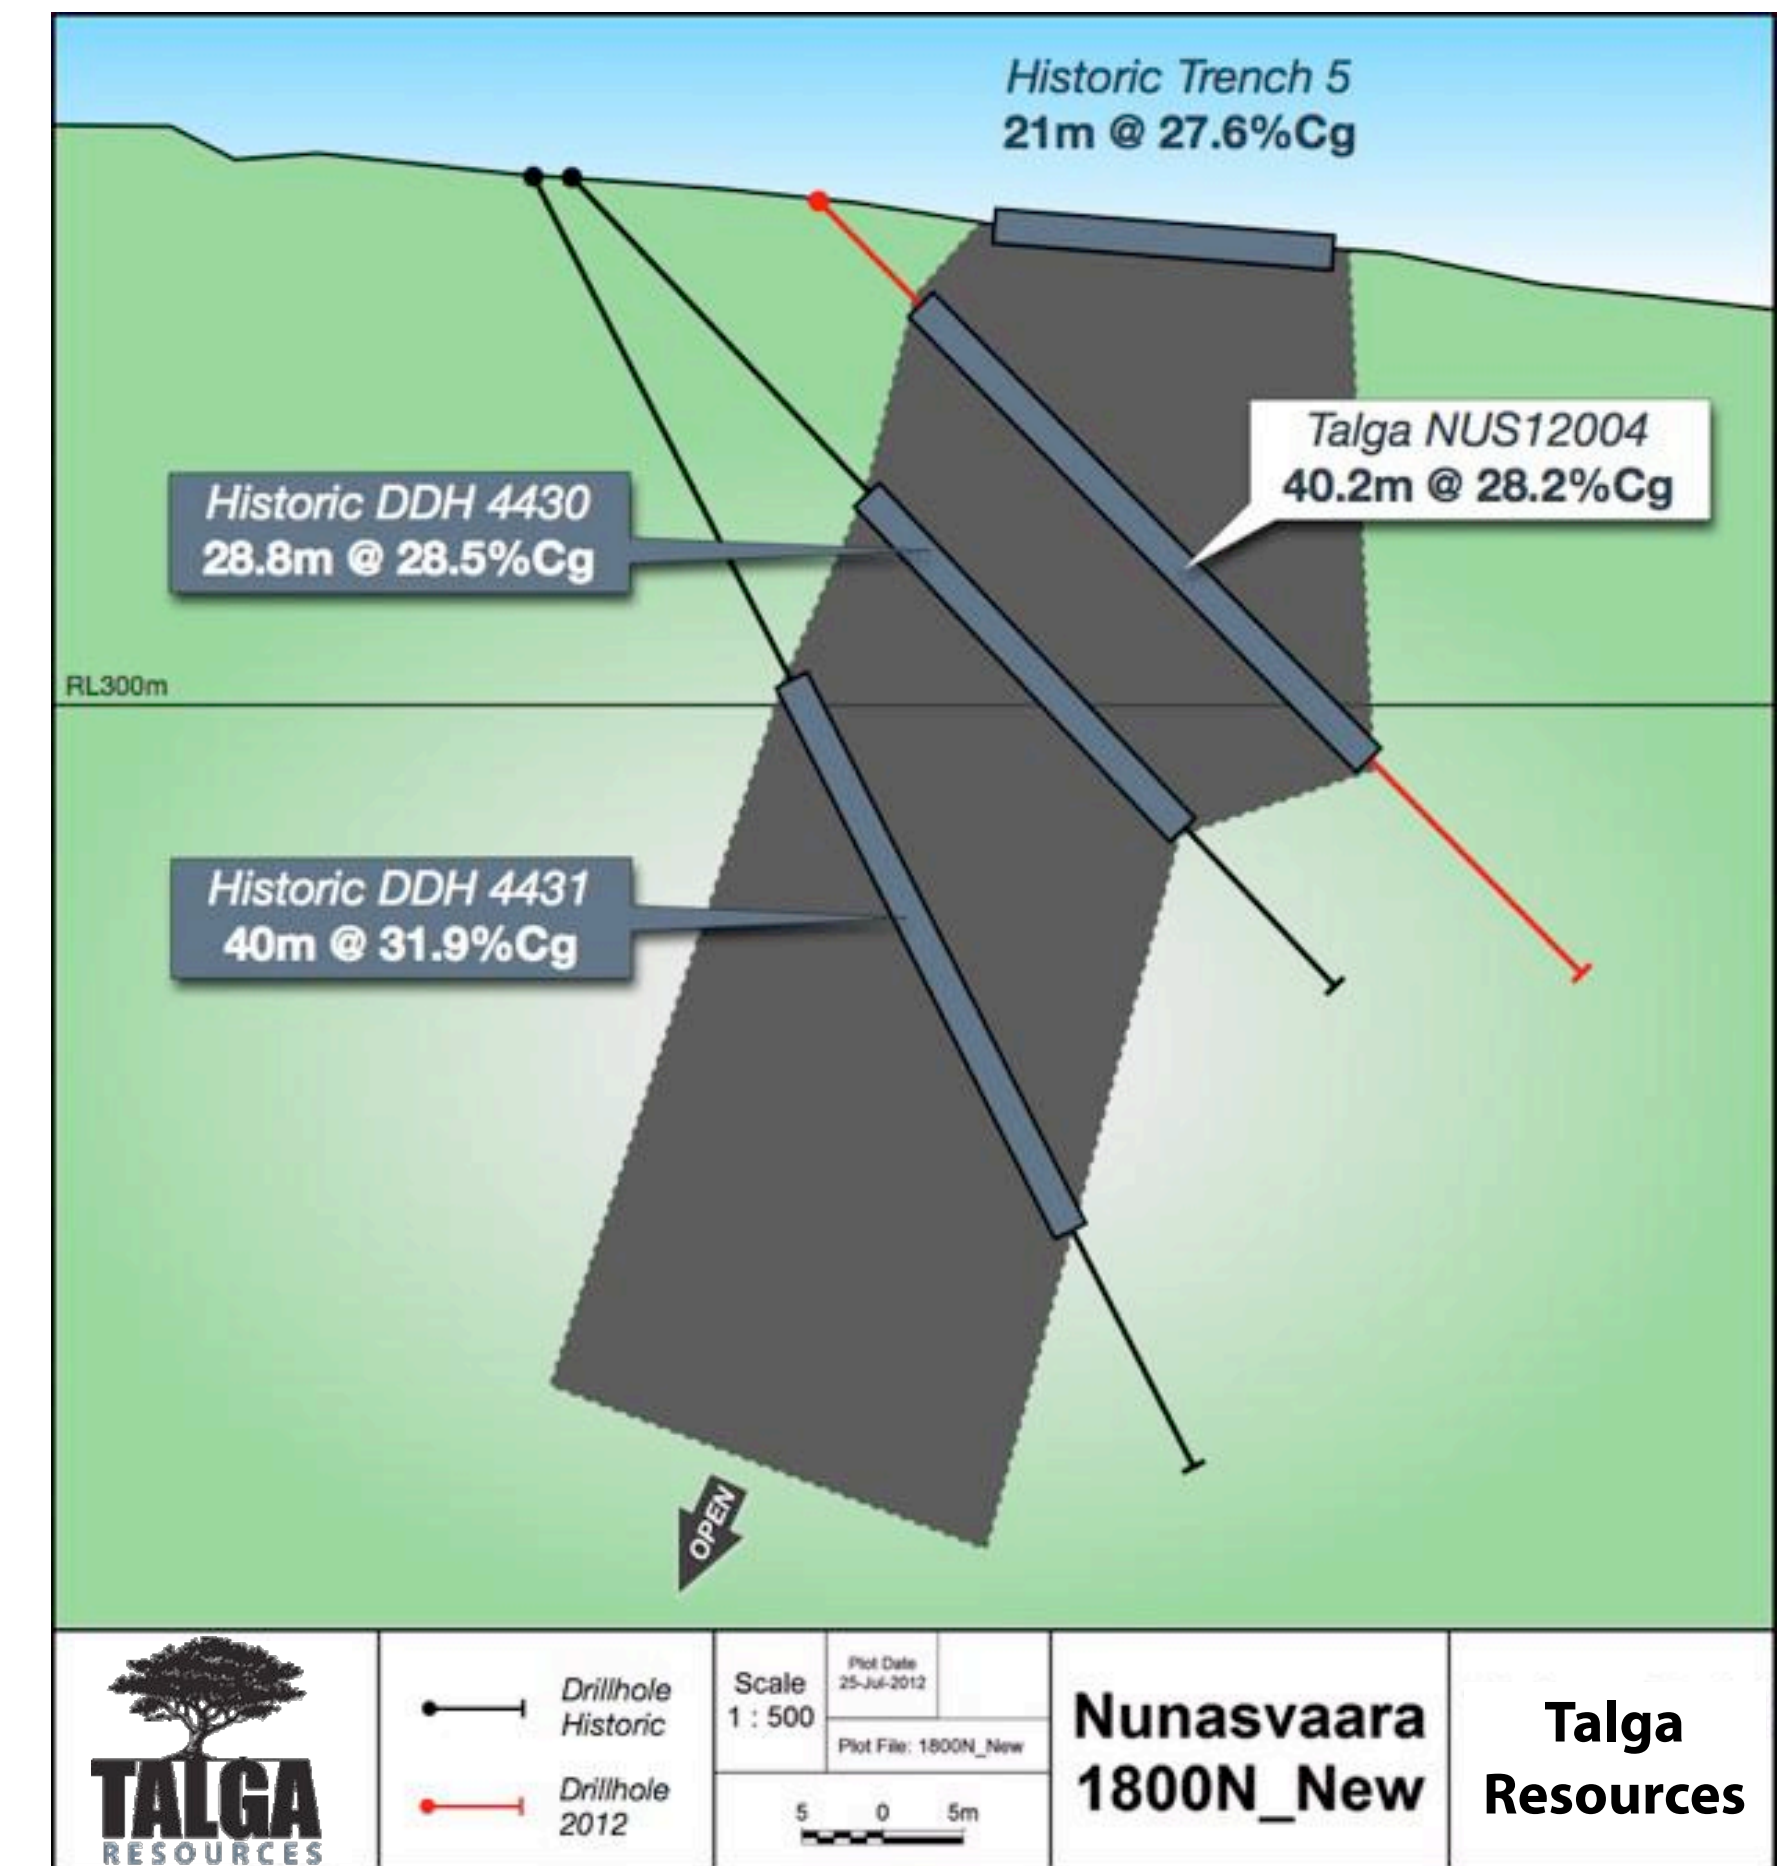 Historic Trench 5
21m @ 27.6%Cg
Talga NUS12004
40.2m @ 28.2%Cg
Historic DDH 4430
28.8m @ 28.5%Cg
RL300m
Historic DDH 4431
40m @ 31.9%Cg
OPEN
TALGA
RESOURCES
Drillhole
Historic
Drillhole
2012
Scale
1 : 500
Plot Date
25-Jul-2012
Plot File: 1800N_New
5 0 5m
Nunasvaara
1800N_New
Talga
Resources